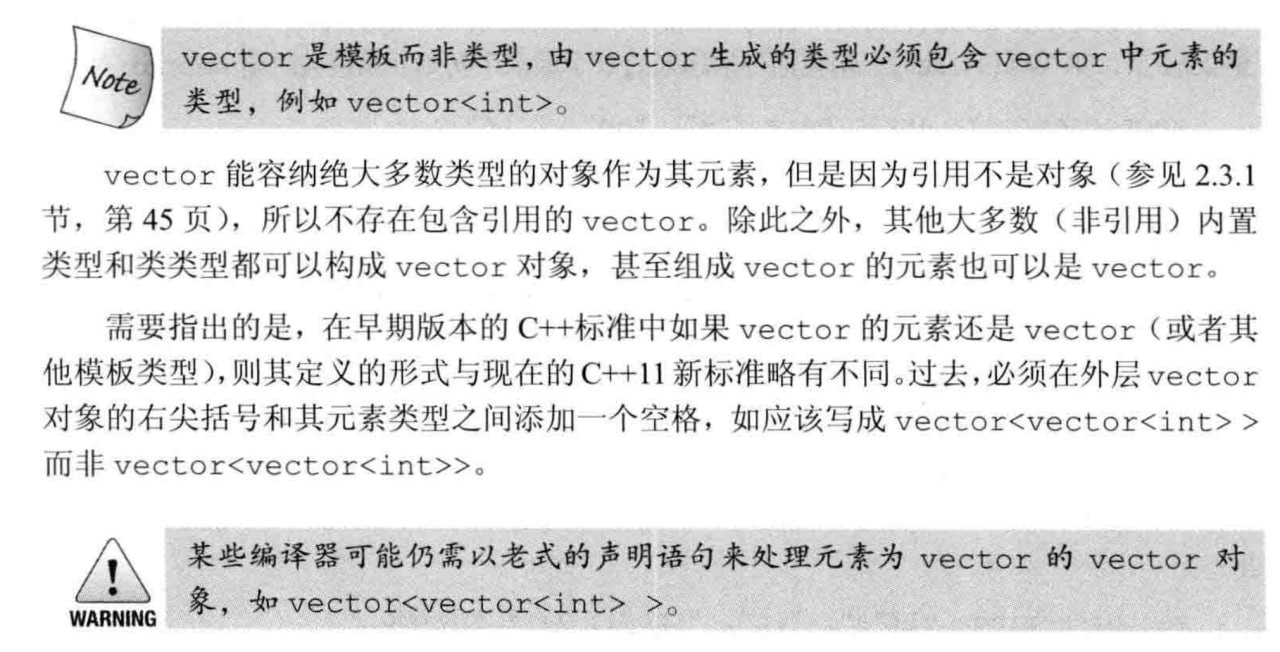 Note
vector 是模板而非类型，由 vector 生成的类型必须包含 vector 中元素的
类型，例如 vector<int>。
vector 能容纳绝大多数类型的对象作为其元素，但是因为引用不是对象（参见 2.3.1
节，第 45 页），所以不存在包含引用的 vector。除此之外，其他大多数（非引用）内置
类型和类类型都可以构成 vector 对象，甚至组成 vector 的元素也可以是 vector。
需要指出的是，在早期版本的 C++标准中如果 vector 的元素还是 vector（或者其
他模板类型），则其定义的形式与现在的 C++11 新标准略有不同。过去，必须在外层 vector
对象的右尖括号和其元素类型之间添加一个空格，如应该写成 vector<vector<int> >
而非 vector<vector<int>>。
某些编译器可能仍需以老式的声明语句来处理元素为 vector 的 vector 对
象，如 vector<vector<int> >。
WARNING